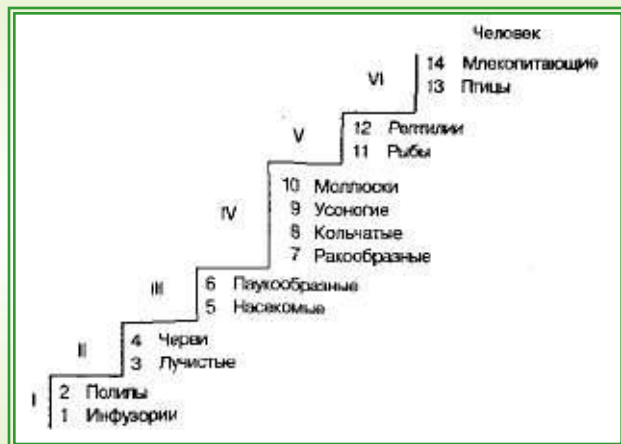 Человек
VI
14 Млекопитающие
13 Птицы
V
12 Рептилии
11 Рыбы
IV
10 Моллюски
9 Усоногие
8 Кольчатые
7 Ракообразные
III
6 Паукообразные
5 Насекомые
II
4 Черви
3 Лучистые
I
2 Полипы
1 Инфузории